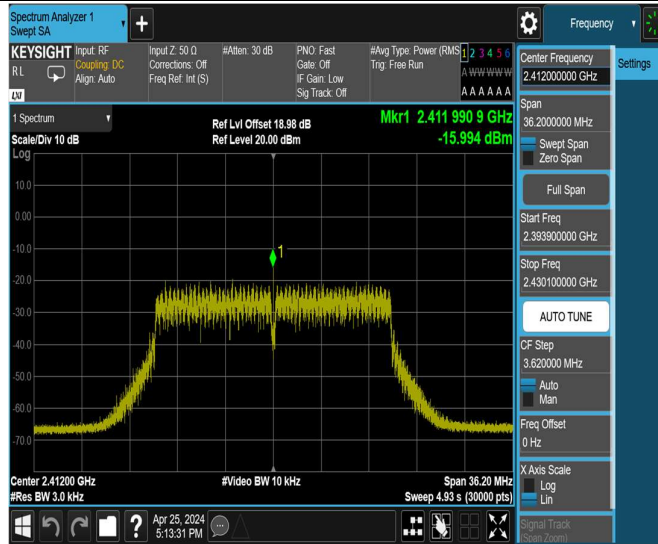 Spectrum Analyzer 1
Swept SA
▼
+
Frequency
▼
KEYSIGHT
RL
LXI
Input: RF
Coupling: DC
Align: Auto
Input Z: 50 Ω
Corrections: Off
Freq Ref: Int (S)
#Atten: 30 dB
PNO: Fast
Gate: Off
IF Gain: Low
Sig Track: Off
#Avg Type: Power (RMS
Trig: Free Run
1 2 3 4 5 6
A W W W W W
A A A A A A
1 Spectrum
▼
Scale/Div 10 dB
Log
Ref Lvl Offset 18.98 dB
Ref Level 20.00 dBm
Mkr1 2.411 990 9 GHz
-15.994 dBm
10.0
0.00
-10.0
-20.0
-30.0
-40.0
-50.0
-60.0
-70.0
1
Center 2.41200 GHz
#Res BW 3.0 kHz
#Video BW 10 kHz
Span 36.20 MHz
Sweep 4.93 s (30000 pts)
Apr 25, 2024
5:13:31 PM
?
Center Frequency
2.412000000 GHz
Span
36.2000000 MHz
Swept Span
Zero Span
Full Span
Start Freq
2.393900000 GHz
Stop Freq
2.430100000 GHz
AUTO TUNE
CF Step
3.620000 MHz
Auto
Man
Freq Offset
0 Hz
X Axis Scale
Log
Lin
Signal Track
(Span Zoom)
Settings